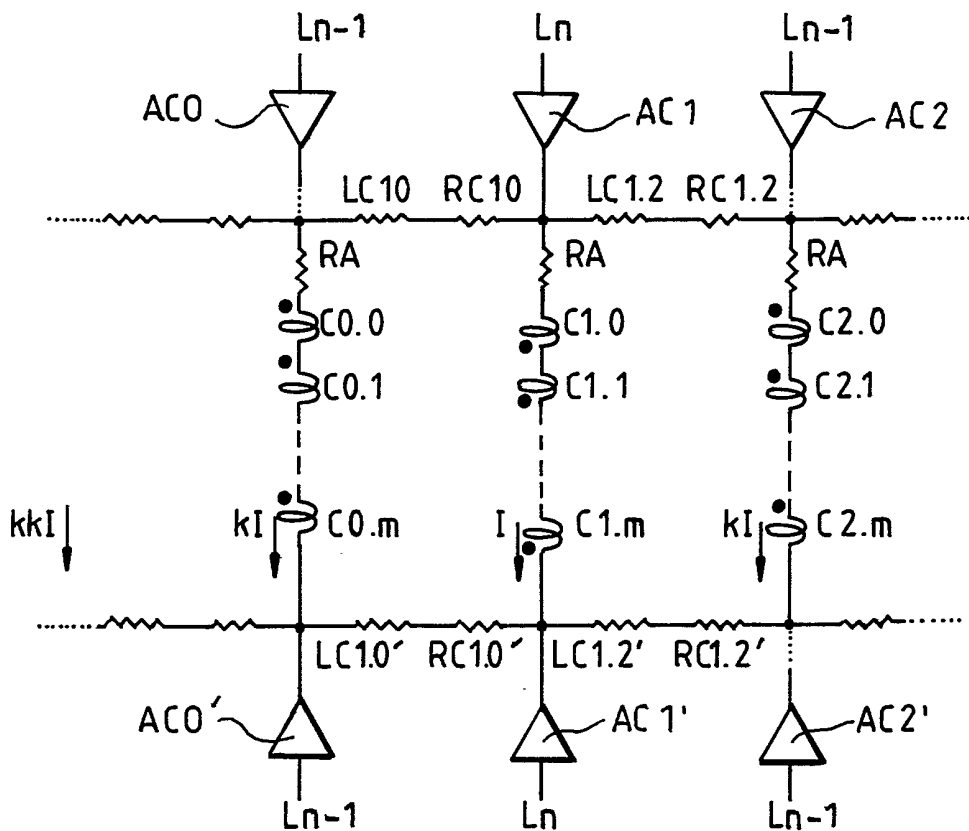 Ln-1 Ln Ln-1
AC0 AC1 AC2
LC10 RC10 LC1.2 RC1.2
RA RA RA
C0.0 C1.0 C2.0
C0.1 C1.1 C2.1
kkI kI C0.m I C1.m kI C2.m
LC1.0' RC1.0' LC1.2' RC1.2'
AC0' AC1' AC2'
Ln-1 Ln Ln-1